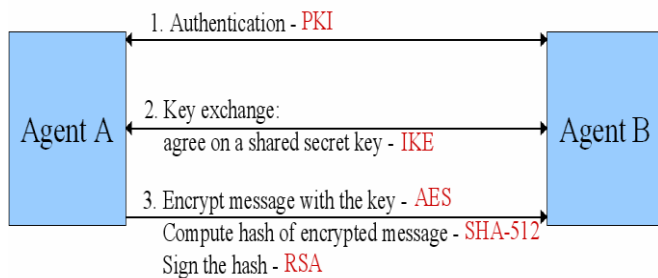 1. Authentication - PKI
Agent A
Agent B
2. Key exchange:
agree on a shared secret key - IKE
3. Encrypt message with the key - AES
Compute hash of encrypted message - SHA-512
Sign the hash - RSA